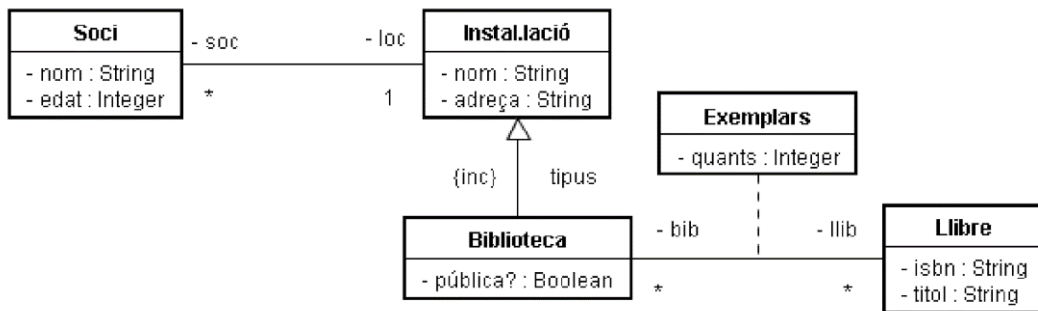 Soci
- nom : String
- edat : Integer
- soc
- loc
*
1
Instal.lació
- nom : String
- adreça : String
{inc}
tipus
Exemplars
- quants : Integer
Biblioteca
- pública? : Boolean
- bib
- llib
*
*
Llibre
- isbn : String
- titol : String